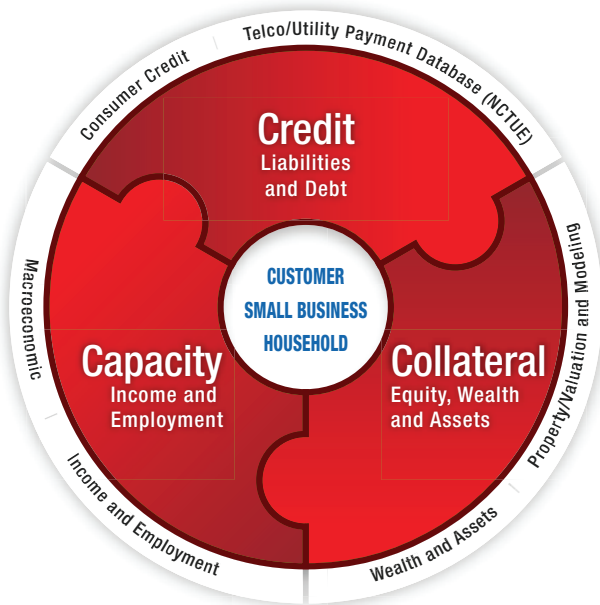 Consumer Credit
Telco/Utility Payment Database (NCTUE)
Credit
Liabilities
and Debt
CUSTOMER
SMALL BUSINESS
HOUSEHOLD
Macroeconomic
Capacity
Income and
Employment
Income and Employment
Collateral
Equity, Wealth
and Assets
Property/Valuation and Modeling
Wealth and Assets